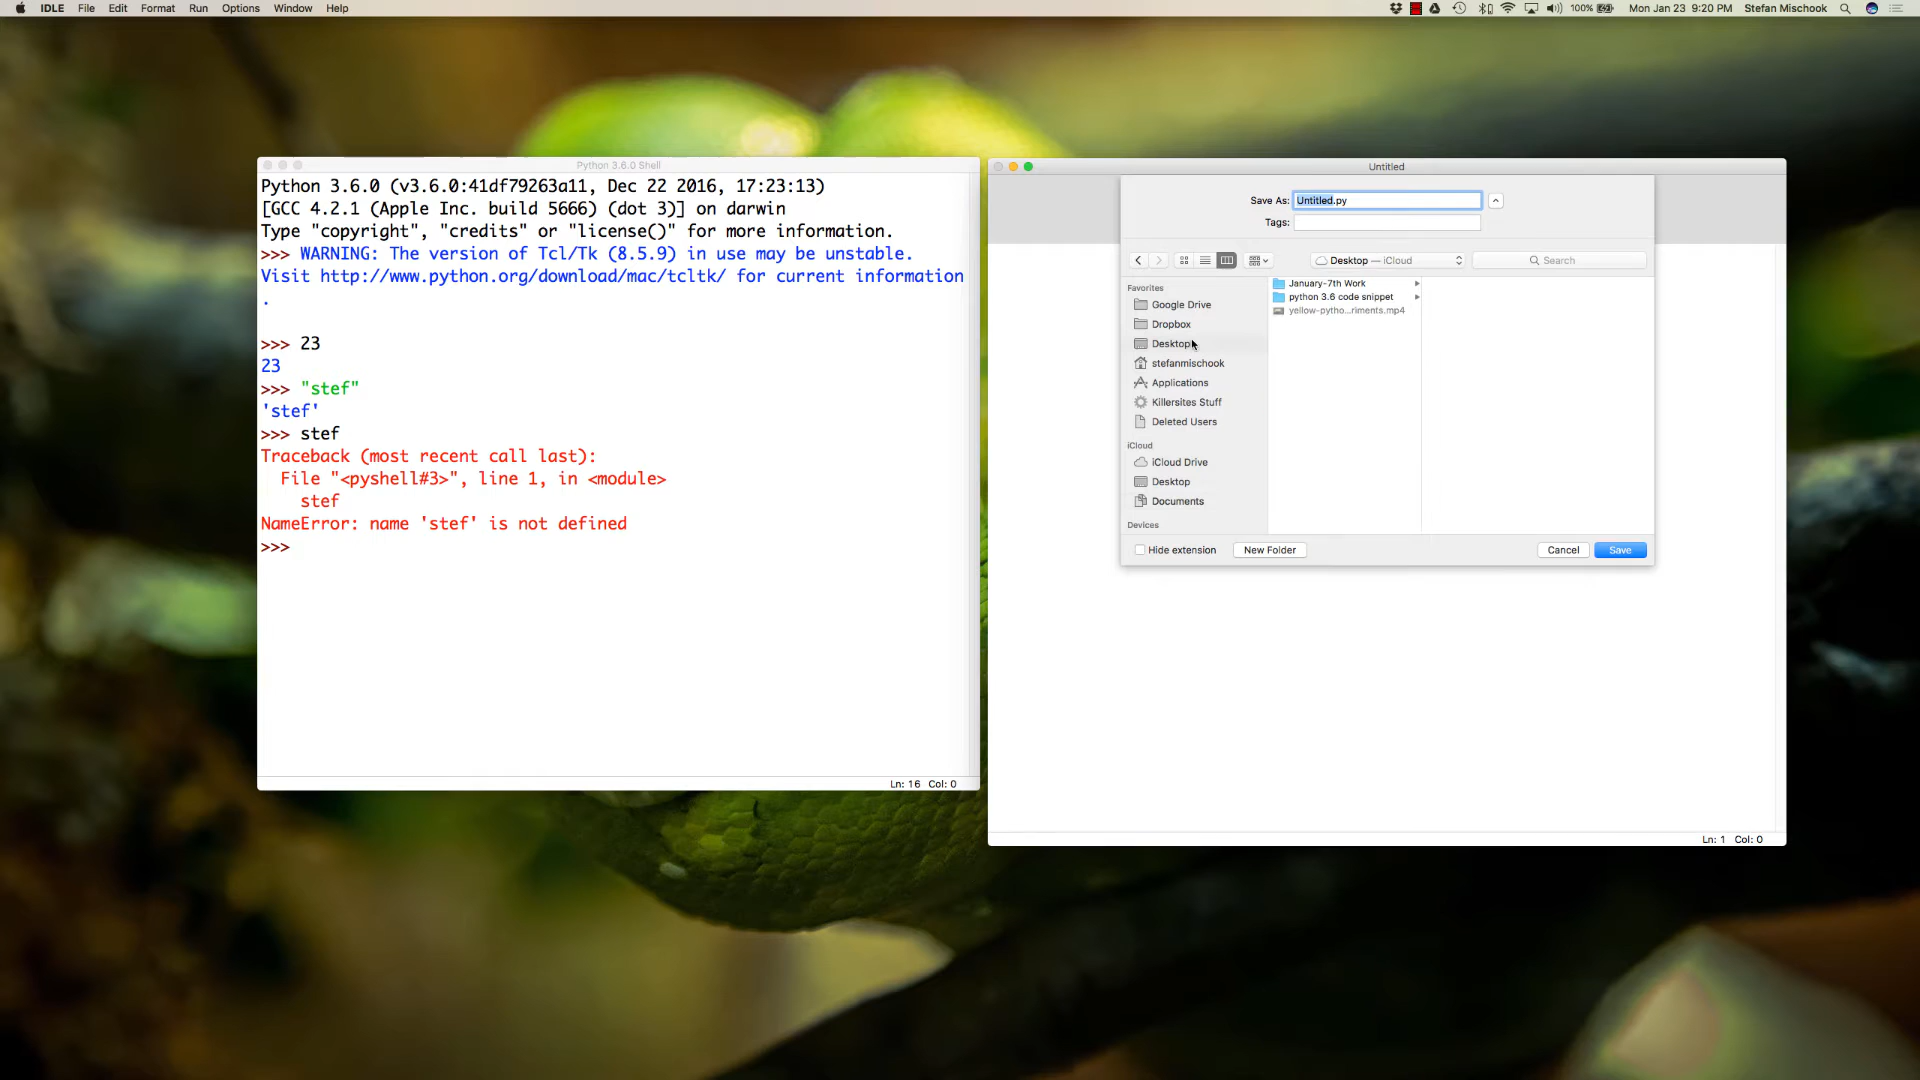 IDLE File Edit Format Run Options Window Help
100% Mon Jan 23 9:20 PM Stefan Mischook
Python 3.6.0 Shell
Python 3.6.0 (v3.6.0:41df79263a11, Dec 22 2016, 17:23:13)
[GCC 4.2.1 (Apple Inc. build 5666) (dot 3)] on darwin
Type "copyright", "credits" or "license()" for more information.
>>> WARNING: The version of Tcl/Tk (8.5.9) in use may be unstable.
Visit http://www.python.org/download/mac/tcltk/ for current information
.
>>> 23
23
>>> "stef"
'stef'
>>> stef
Traceback (most recent call last):
File "<pyshell#3>", line 1, in <module>
stef
NameError: name 'stef' is not defined
>>>
Ln: 16 Col: 0
Untitled
Save As: Untitled.py
Tags:
Desktop — iCloud
Search
Favorites
Google Drive
Dropbox
Desktop
stefanmischook
Applications
Killersites Stuff
Deleted Users
iCloud
iCloud Drive
Desktop
Documents
Devices
January-7th Work
python 3.6 code snippet
yellow-pytho...riments.mp4
Hide extension
New Folder
Cancel
Save
Ln: 1 Col: 0